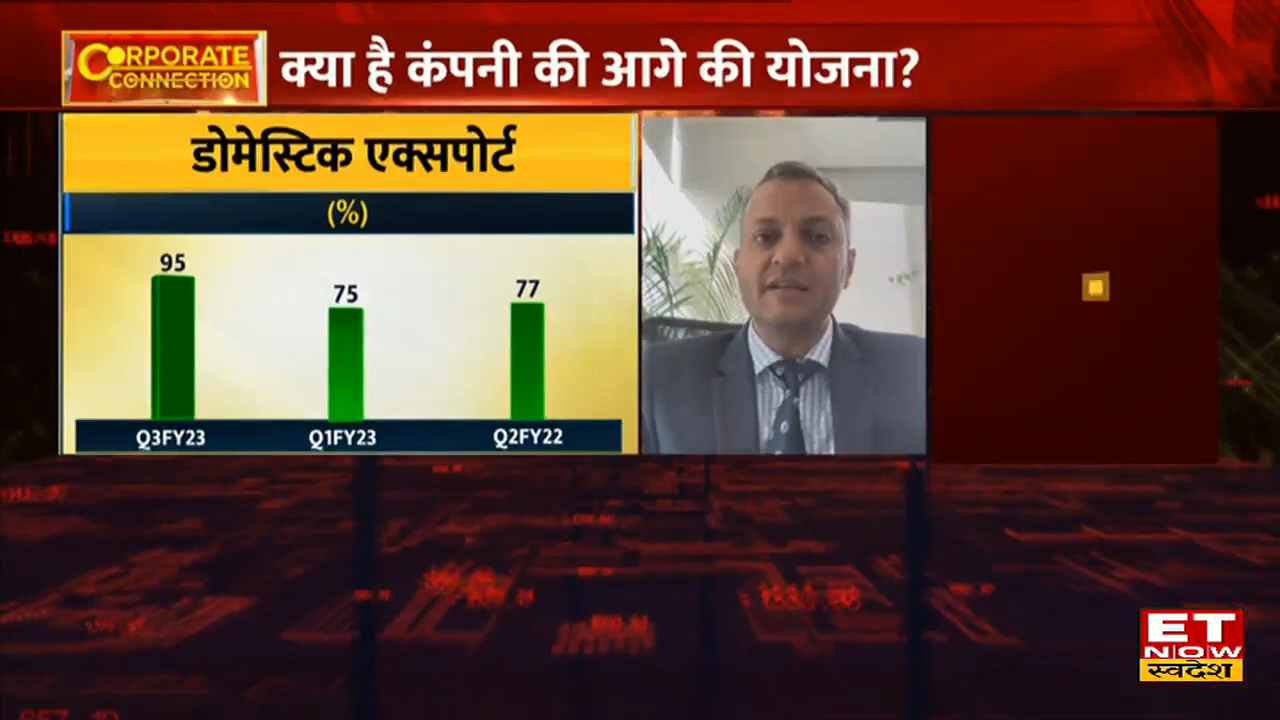 CORPORATE
CONNECTION
क्या है कंपनी की आगे की योजना?
डोमेस्टिक एक्सपोर्ट
(%)
95
75
77
Q3FY23
Q1FY23
Q2FY22
ET
NOW
स्वदेश